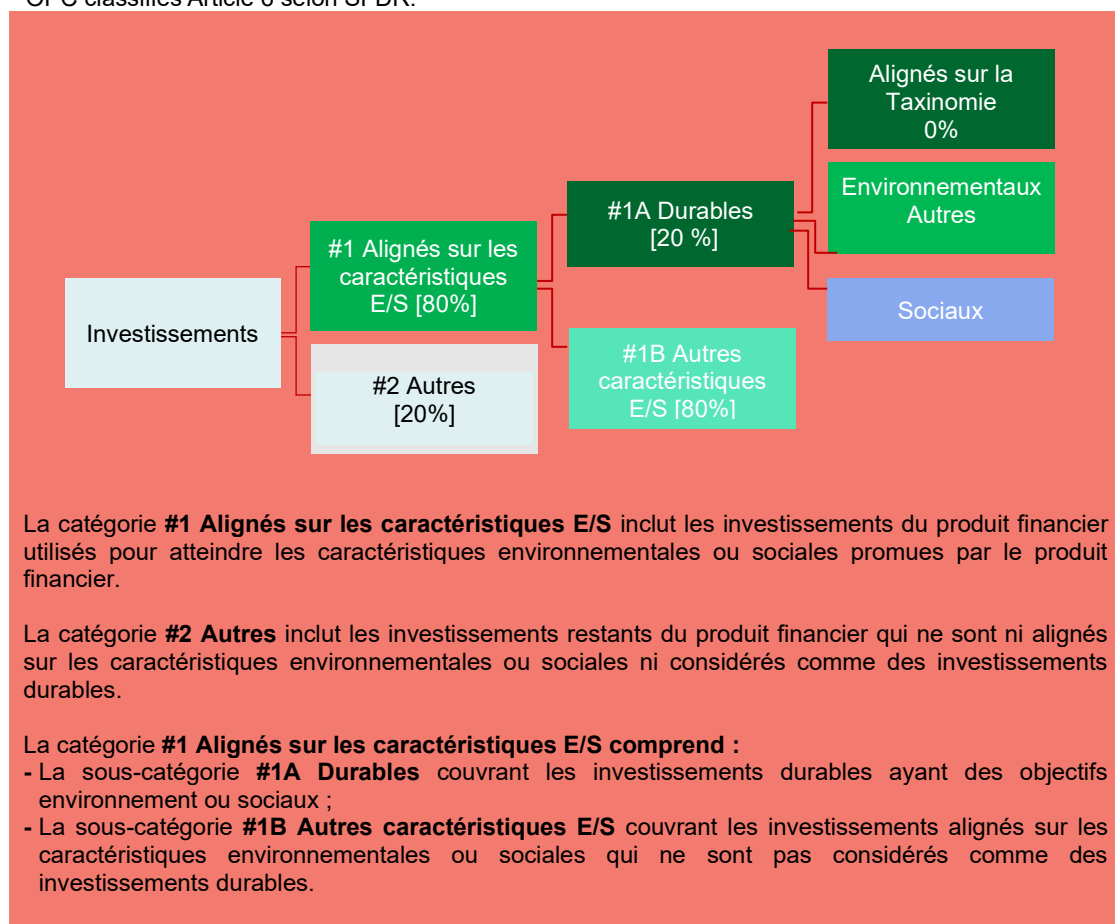 OPC classifiés Article 6 selon SFDR.
Alignés sur la
Taxinomie
0%
Environnementaux
Autres
#1A Durables
[20 %]
#1 Alignés sur les
caractéristiques
E/S [80%]
Sociaux
Investissements
#1B Autres
caractéristiques
E/S [80%]
#2 Autres
[20%]
La catégorie #1 Alignés sur les caractéristiques E/S inclut les investissements du produit financier
utilisés pour atteindre les caractéristiques environnementales ou sociales promues par le produit
financier.
La catégorie #2 Autres inclut les investissements restants du produit financier qui ne sont ni alignés
sur les caractéristiques environnementales ou sociales ni considérés comme des investissements
durables.
La catégorie #1 Alignés sur les caractéristiques E/S comprend :
- La sous-catégorie #1A Durables couvrant les investissements durables ayant des objectifs
environnement ou sociaux ;
- La sous-catégorie #1B Autres caractéristiques E/S couvrant les investissements alignés sur les
caractéristiques environnementales ou sociales qui ne sont pas considérés comme des
investissements durables.